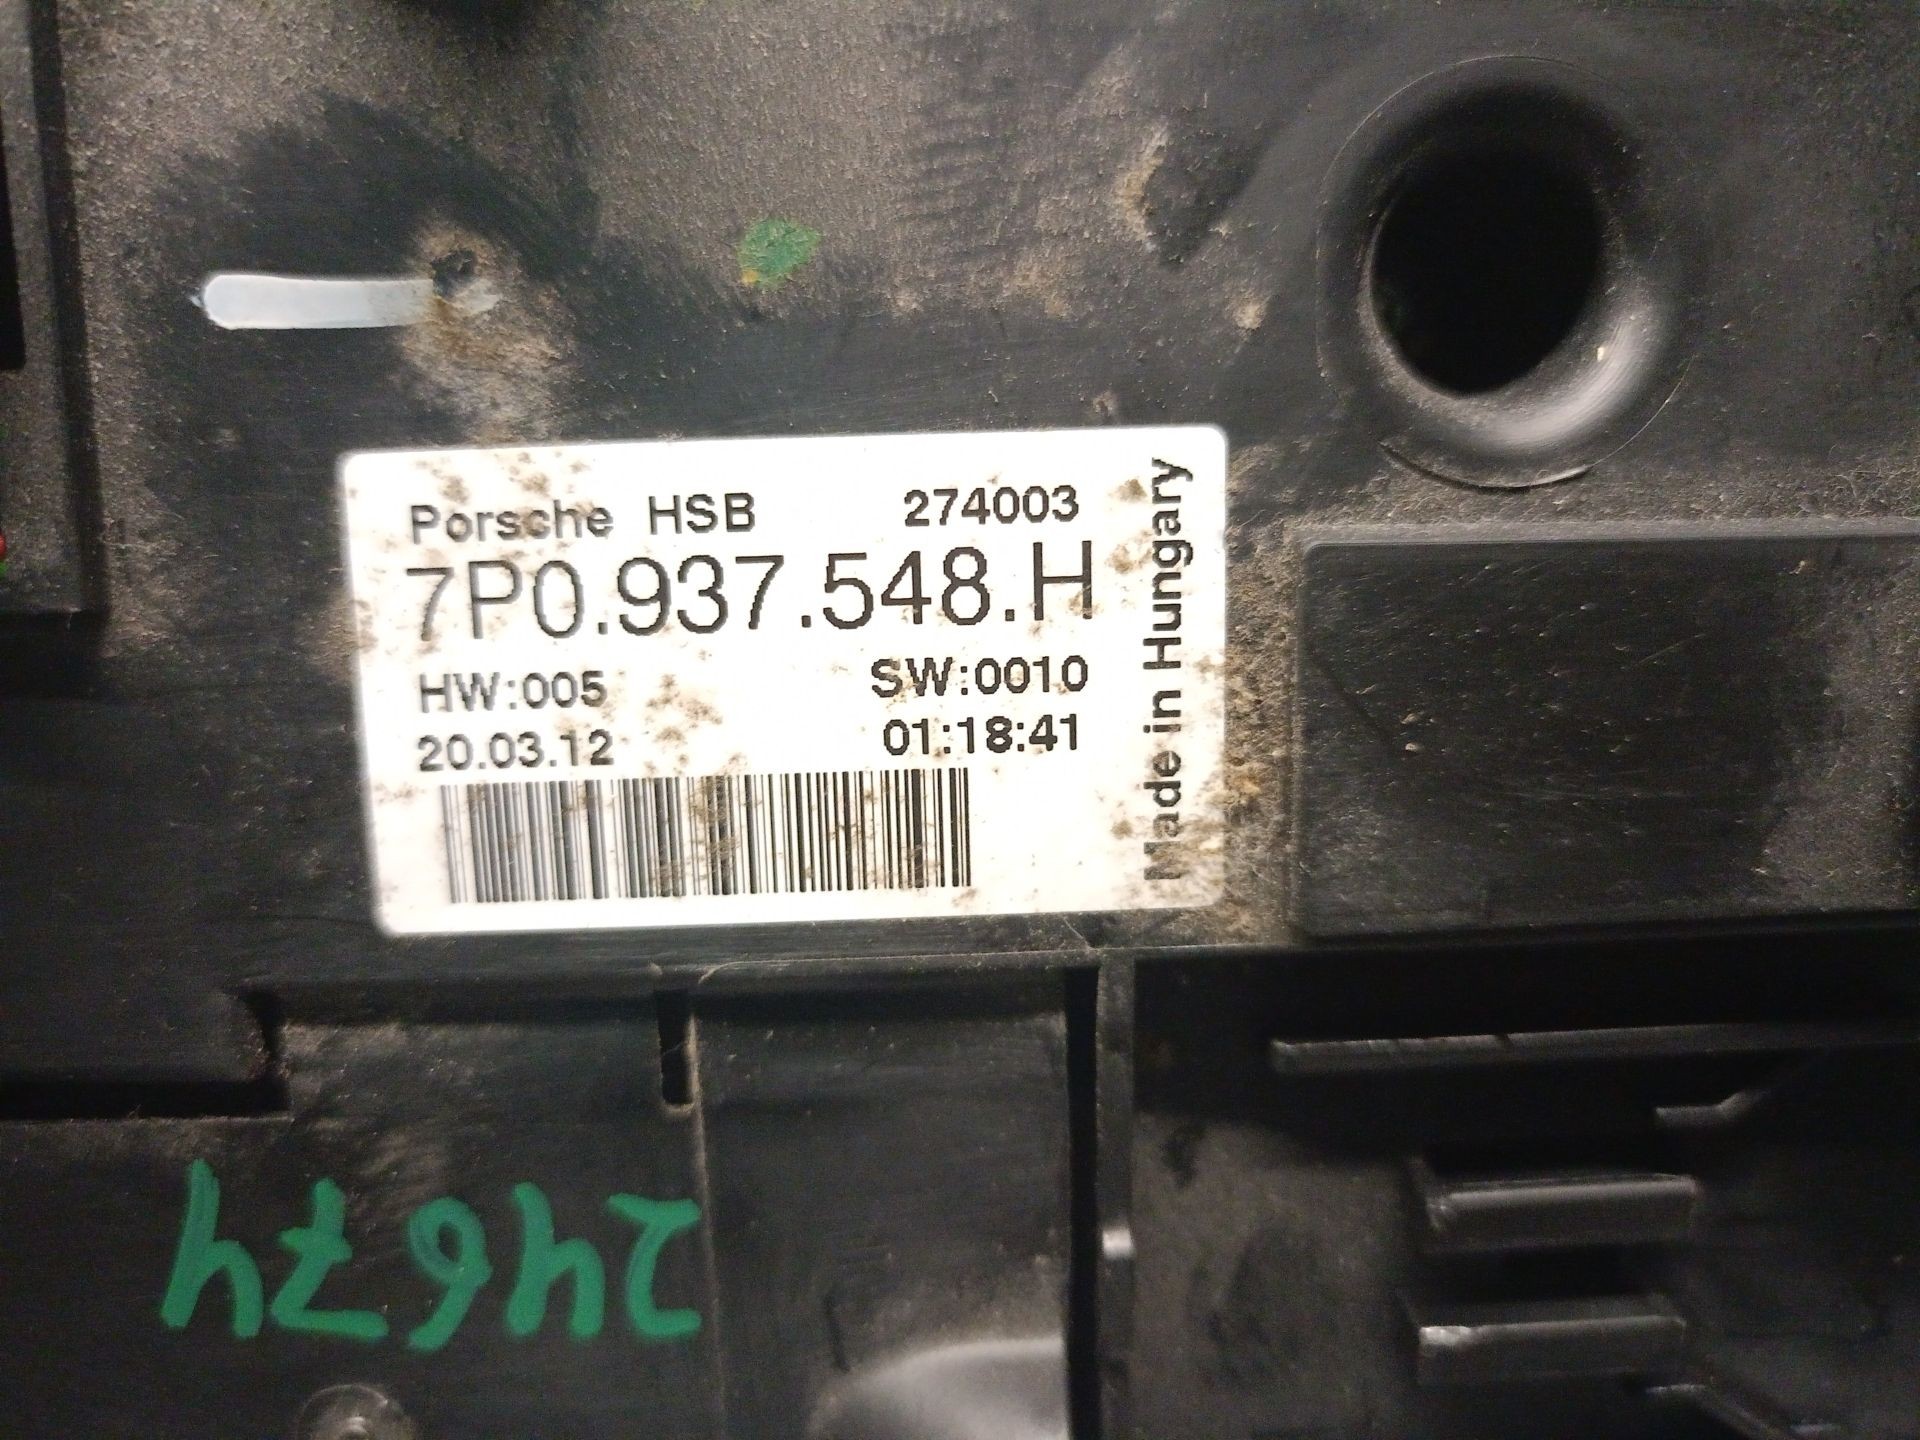 Porsche HSB 274003
7P0.937.548.H
HW:005 SW:0010
20.03.12 01:18:41
Made in Hungary
24674